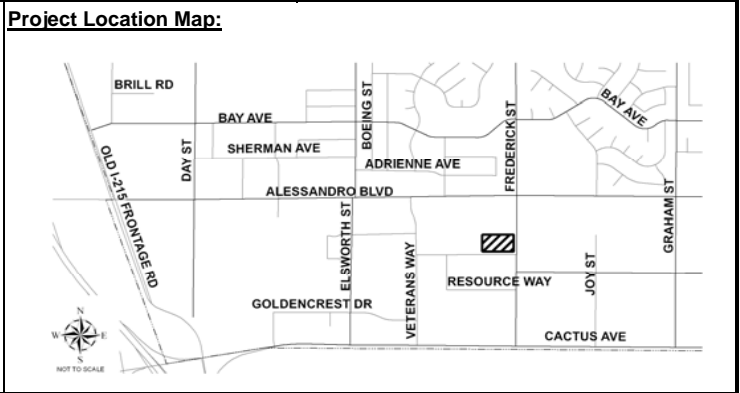 Project Location Map:
BRILL RD
BAY AVE
BAY AVE
BOEING ST
FREDERICK ST
DAY ST
SHERMAN AVE
ADRIENNE AVE
OLD I-215 FRONTAGE RD
ALESSANDRO BLVD
GRAHAM ST
ELSWORTH ST
VETERANS WAY
JOY ST
RESOURCE WAY
GOLDENCREST DR
CACTUS AVE
N
W E
S
NOT TO SCALE